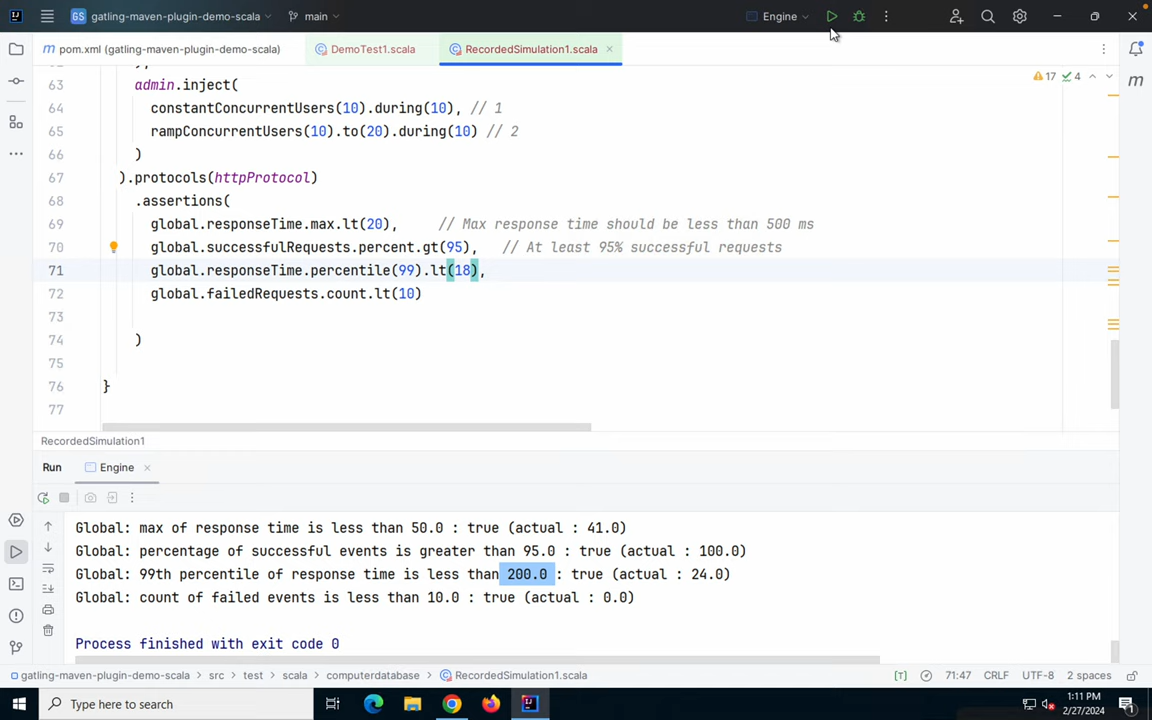 GS gatling-maven-plugin-demo-scala main Engine
m pom.xml (gatling-maven-plugin-demo-scala) DemoTest1.scala RecordedSimulation1.scala
17 4
63 admin.inject(
64 constantConcurrentUsers(10).during(10), // 1
65 rampConcurrentUsers(10).to(20).during(10) // 2
66 )
67 ).protocols(httpProtocol)
68 .assertions(
69 global.responseTime.max.lt(20), // Max response time should be less than 500 ms
70 global.successfulRequests.percent.gt(95), // At least 95% successful requests
71 global.responseTime.percentile(99).lt(18),
72 global.failedRequests.count.lt(10)
73
74 )
75
76 }
77
RecordedSimulation1
Run Engine
Global: max of response time is less than 50.0 : true (actual : 41.0)
Global: percentage of successful events is greater than 95.0 : true (actual : 100.0)
Global: 99th percentile of response time is less than 200.0 : true (actual : 24.0)
Global: count of failed events is less than 10.0 : true (actual : 0.0)
Process finished with exit code 0
gatling-maven-plugin-demo-scala > src > test > scala > computerdatabase > RecordedSimulation1.scala 71:47 CRLF UTF-8 2 spaces
Type here to search
1:11 PM
2/27/2024
1